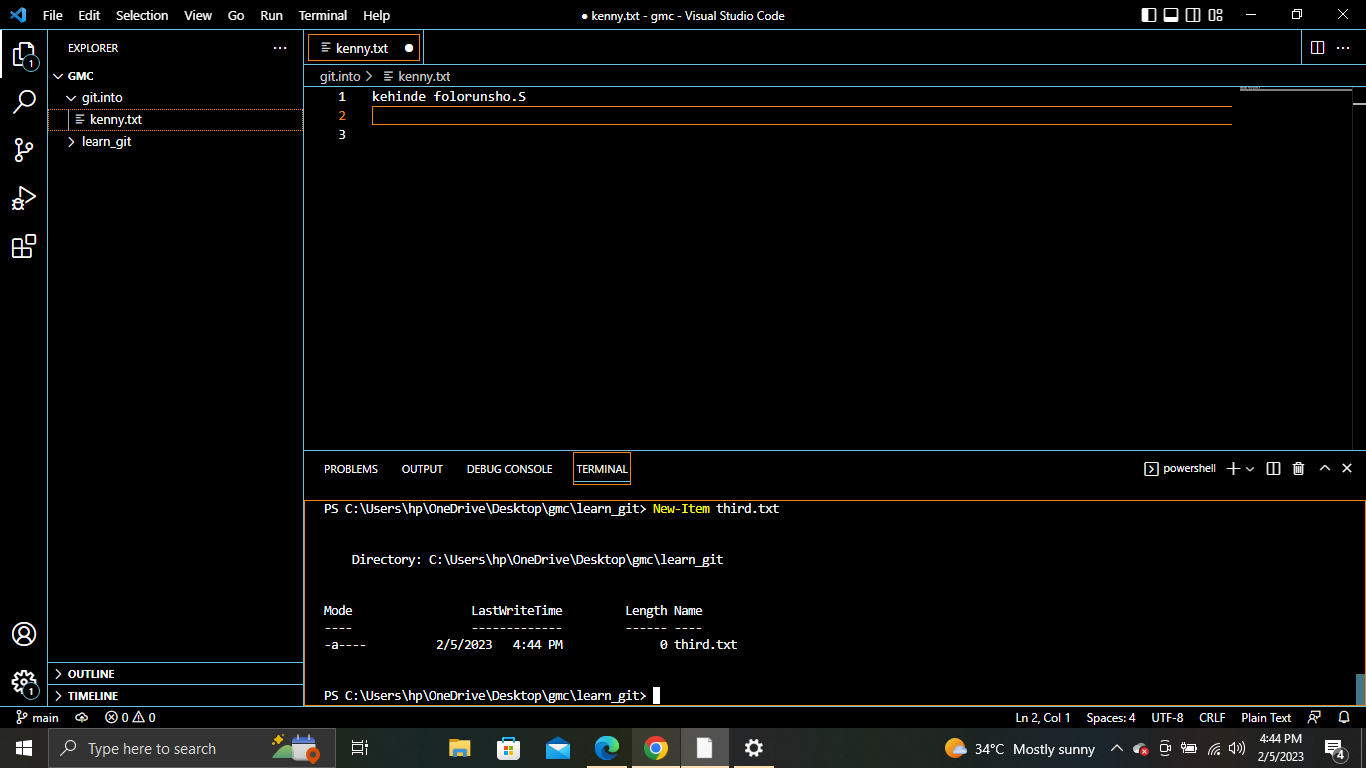 File Edit Selection View Go Run Terminal Help ● kenny.txt - gmc - Visual Studio Code
EXPLORER ...
kenny.txt ●
1
GMC
git.into > kenny.txt
git.into
kenny.txt
learn_git
1 kehinde folorunsho.S
2
3
PROBLEMS OUTPUT DEBUG CONSOLE TERMINAL powershell
PS C:\Users\hp\OneDrive\Desktop\gmc\learn_git> New-Item third.txt
Directory: C:\Users\hp\OneDrive\Desktop\gmc\learn_git
Mode LastWriteTime Length Name
---- ------------- ------ ----
-a---- 2/5/2023 4:44 PM 0 third.txt
PS C:\Users\hp\OneDrive\Desktop\gmc\learn_git>
OUTLINE
1
TIMELINE
main 0 0 Ln 2, Col 1 Spaces: 4 UTF-8 CRLF Plain Text
Type here to search 34°C Mostly sunny 4:44 PM
2/5/2023
4